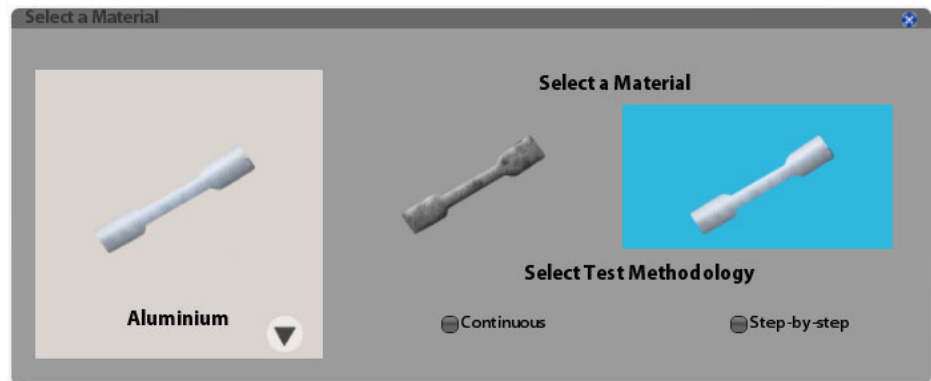 Select a Material
Select a Material
Select Test Methodology
Aluminium
Continuous
Step-by-step